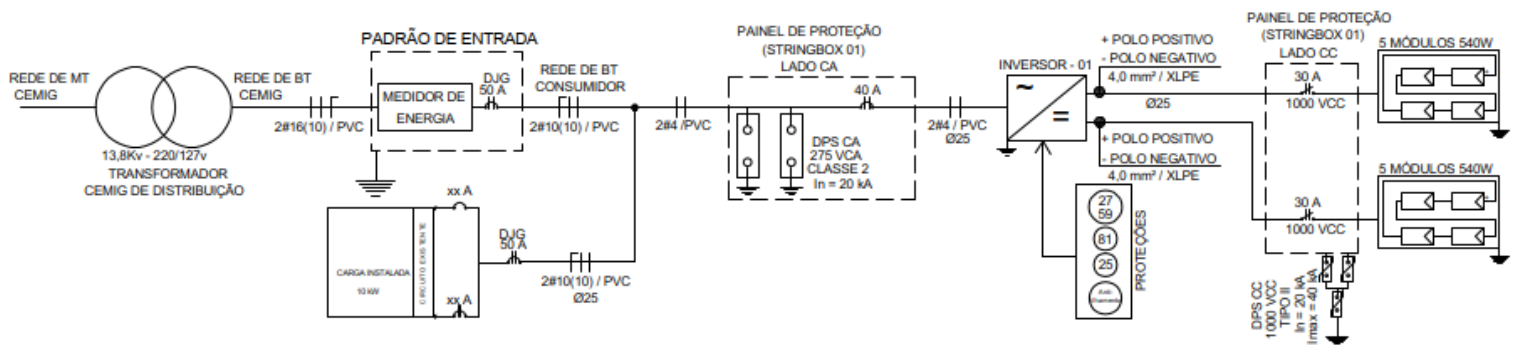 REDE DE MT
CEMIG
13,8Kv - 220/127v
TRANSFORMADOR
CEMIG DE DISTRIBUIÇÃO
REDE DE BT
CEMIG
2#16(10) / PVC
PADRÃO DE ENTRADA
MEDIDOR DE
ENERGIA
DJG
50 A
REDE DE BT
CONSUMIDOR
2#10(10) / PVC
CARGA INSTALADA
10 kW
CIRCUITO EXISTENTE
xx A
xx A
DJG
50 A
2#10(10) / PVC
Ø25
2#4 /PVC
PAINEL DE PROTEÇÃO
(STRINGBOX 01)
LADO CA
DPS CA
275 VCA
CLASSE 2
In = 20 kA
40 A
2#4 / PVC
Ø25
INVERSOR - 01
~
=
+ POLO POSITIVO
- POLO NEGATIVO
4,0 mm² / XLPE
Ø25
+ POLO POSITIVO
- POLO NEGATIVO
4,0 mm² / XLPE
27
59
81
25
PROTEÇÕES
PAINEL DE PROTEÇÃO
(STRINGBOX 01)
LADO CC
30 A
1000 VCC
30 A
1000 VCC
DPS CC
1000 VCC
TIPO II
In = 20 kA
Imax = 40 kA
5 MÓDULOS 540W
5 MÓDULOS 540W